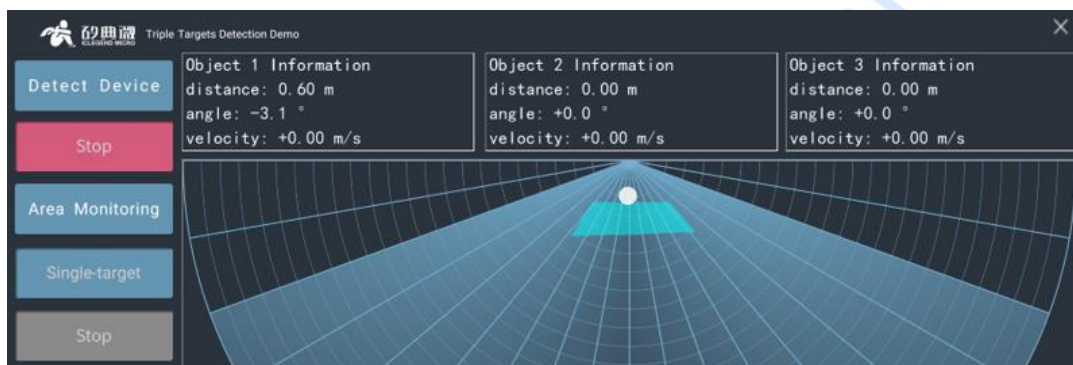 矽典微 Triple Targets Detection Demo
ICLEGEND MICRO
Detect Device
Stop
Area Monitoring
Single-target
Stop
Object 1 Information
distance: 0.60 m
angle: -3.1 °
velocity: +0.00 m/s
Object 2 Information
distance: 0.00 m
angle: +0.0 °
velocity: +0.00 m/s
Object 3 Information
distance: 0.00 m
angle: +0.0 °
velocity: +0.00 m/s